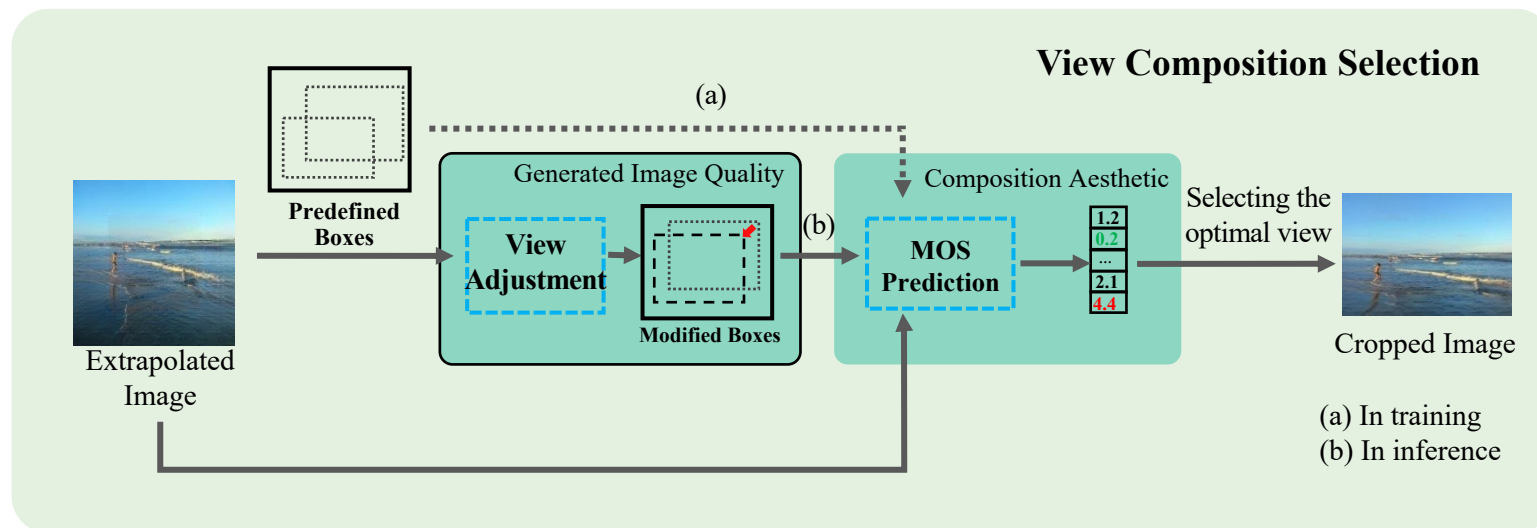 View Composition Selection
(a)
Predefined
Boxes
Generated Image Quality
View
Adjustment
Modified Boxes
(b)
Composition Aesthetic
MOS
Prediction
1.2
0.2
...
2.1
4.4
Selecting the
optimal view
Extrapolated
Image
Cropped Image
(a) In training
(b) In inference